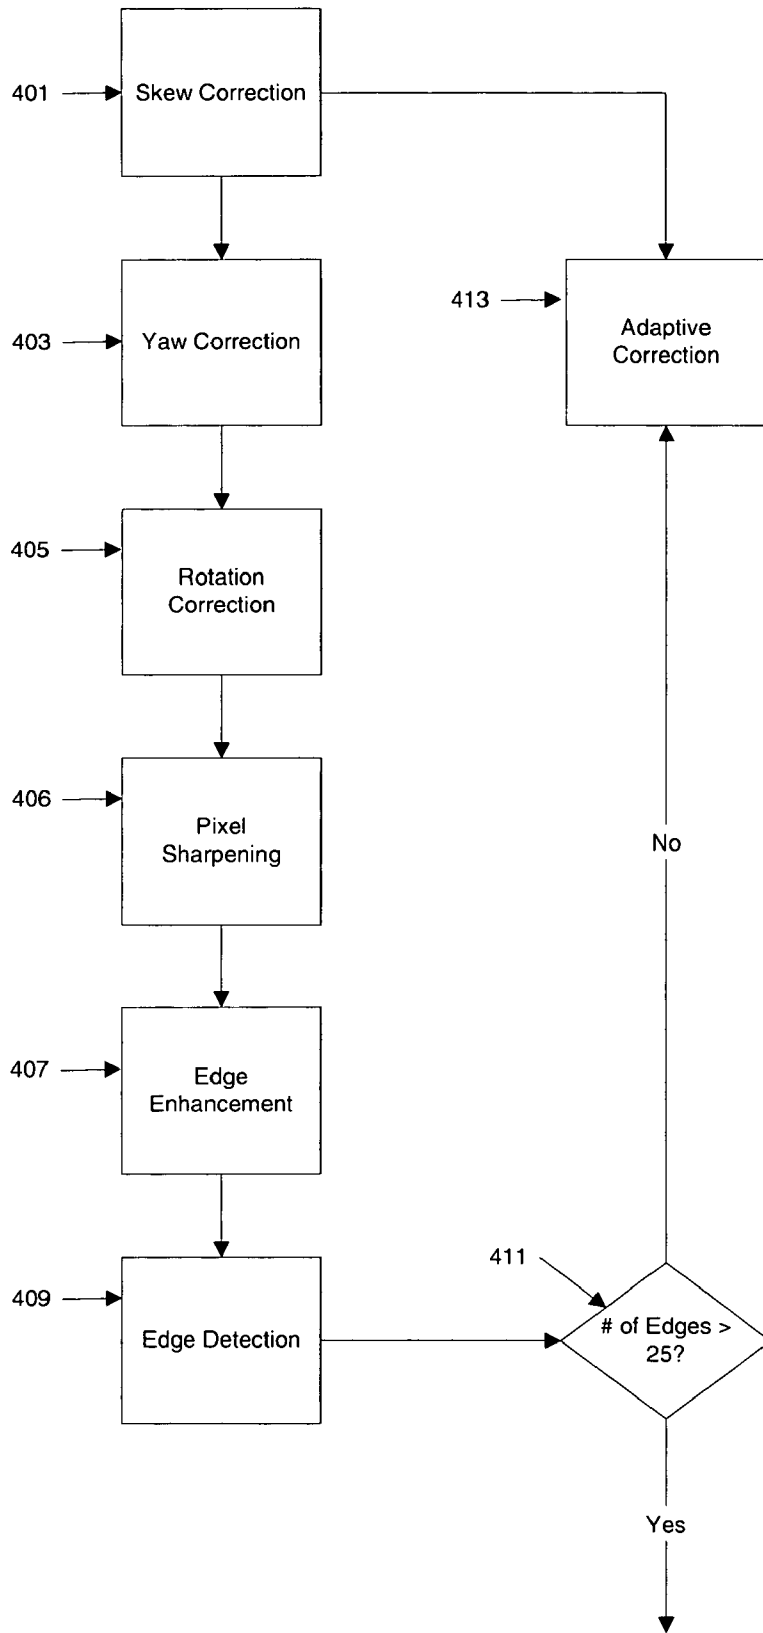 401
Skew Correction
403
Yaw Correction
413
Adaptive
Correction
405
Rotation
Correction
406
Pixel
Sharpening
No
407
Edge
Enhancement
409
Edge Detection
411
# of Edges >
25?
Yes